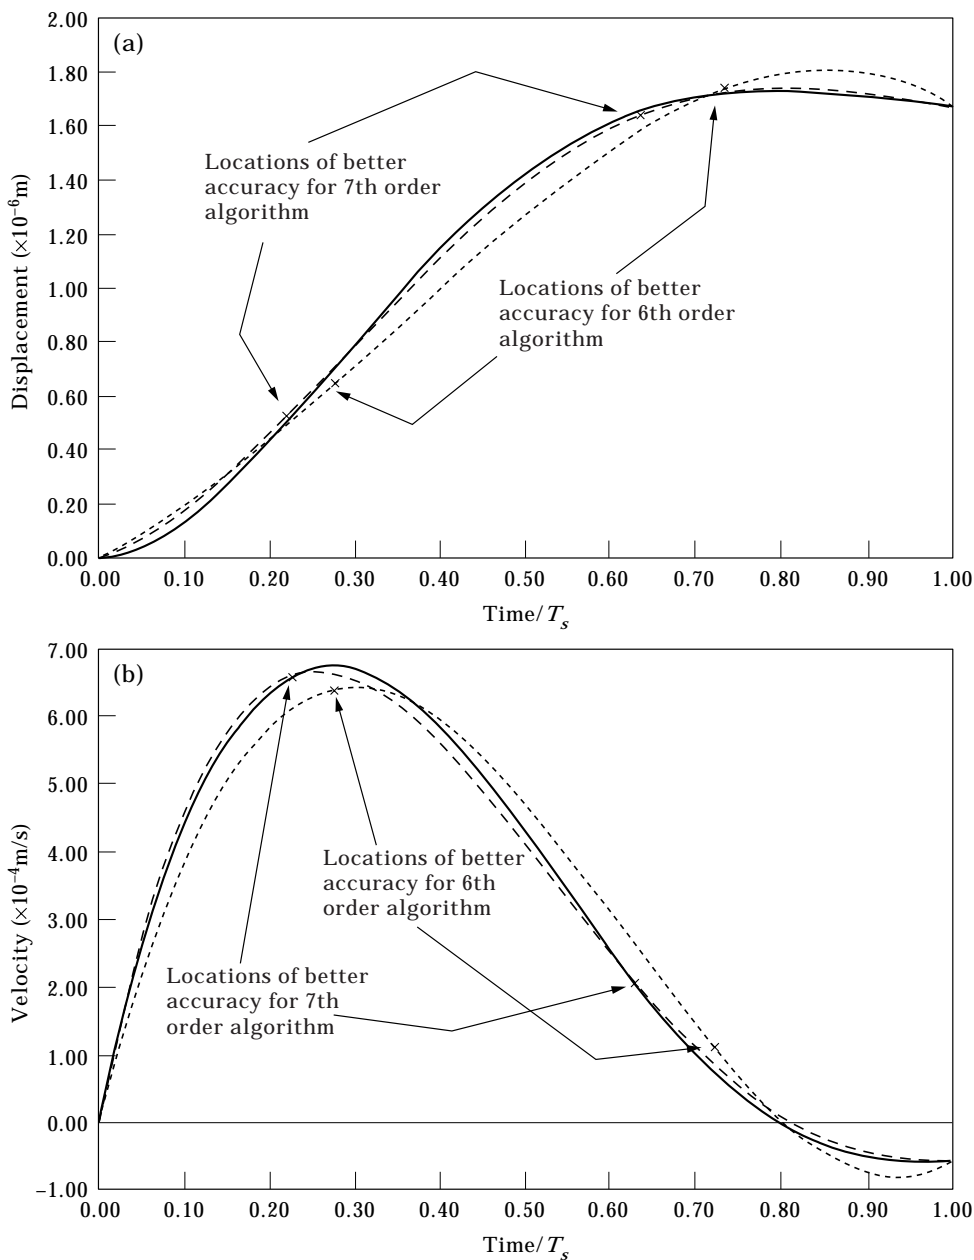 (a)
2.00
1.80
1.60
1.40
1.20
1.00
0.80
0.60
0.40
0.20
0.00
Displacement (×10⁻⁶m)
Locations of better
accuracy for 7th order
algorithm
Locations of better
accuracy for 6th order
algorithm
0.00 0.10 0.20 0.30 0.40 0.50 0.60 0.70 0.80 0.90 1.00
Time/Tₛ
(b)
7.00
6.00
5.00
4.00
3.00
2.00
1.00
0.00
−1.00
Velocity (×10⁻⁴m/s)
Locations of better
accuracy for 6th
order algorithm
Locations of better
accuracy for 7th
order algorithm
0.00 0.10 0.20 0.30 0.40 0.50 0.60 0.70 0.80 0.90 1.00
Time/Tₛ